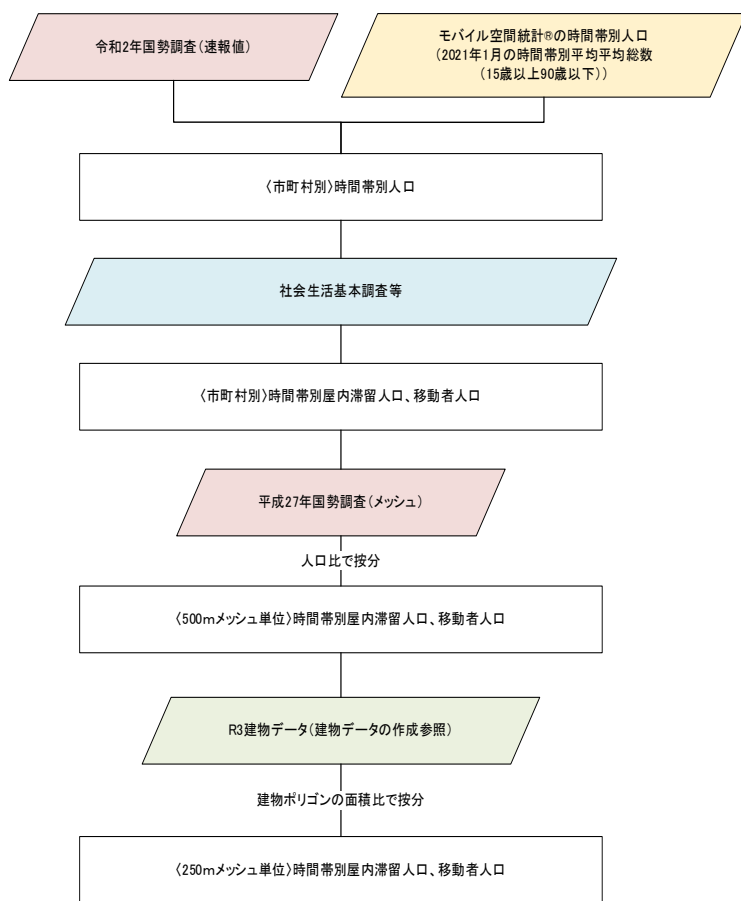 令和2年国勢調査(速報値)
モバイル空間統計®の時間帯別人口
(2021年1月の時間帯別平均平均総数
(15歳以上90歳以下))
〈市町村別〉時間帯別人口
社会生活基本調査等
〈市町村別〉時間帯別屋内滞留人口、移動者人口
平成27年国勢調査(メッシュ)
人口比で按分
〈500mメッシュ単位〉時間帯別屋内滞留人口、移動者人口
R3建物データ(建物データの作成参照)
建物ポリゴンの面積比で按分
〈250mメッシュ単位〉時間帯別屋内滞留人口、移動者人口